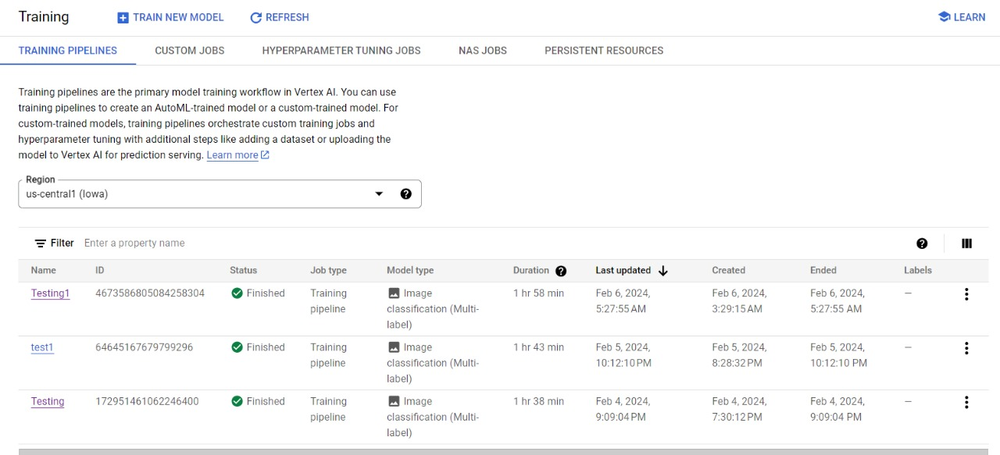 Training
TRAIN NEW MODEL
REFRESH
LEARN
TRAINING PIPELINES
CUSTOM JOBS
HYPERPARAMETER TUNING JOBS
NAS JOBS
PERSISTENT RESOURCES
Training pipelines are the primary model training workflow in Vertex AI. You can use
training pipelines to create an AutoML-trained model or a custom-trained model. For
custom-trained models, training pipelines orchestrate custom training jobs and
hyperparameter tuning with additional steps like adding a dataset or uploading the
model to Vertex AI for prediction serving. Learn more
Region
us-central1 (Iowa)
Filter Enter a property name
Name ID Status Job type Model type Duration Last updated Created Ended Labels
Testing1 4673586805084258304 Finished Training Image 1 hr 58 min Feb 6, 2024, Feb 6, 2024, Feb 6, 2024, –
pipeline classification (Multi- 5:27:55 AM 3:29:15 AM 5:27:55 AM
label)
test1 64645167679799296 Finished Training Image 1 hr 43 min Feb 5, 2024, Feb 5, 2024, Feb 5, 2024, –
pipeline classification (Multi- 10:12:10 PM 8:28:32 PM 10:12:10 PM
label)
Testing 172951461062246400 Finished Training Image 1 hr 38 min Feb 4, 2024, Feb 4, 2024, Feb 4, 2024, –
pipeline classification (Multi- 9:09:04 PM 7:30:12 PM 9:09:04 PM
label)